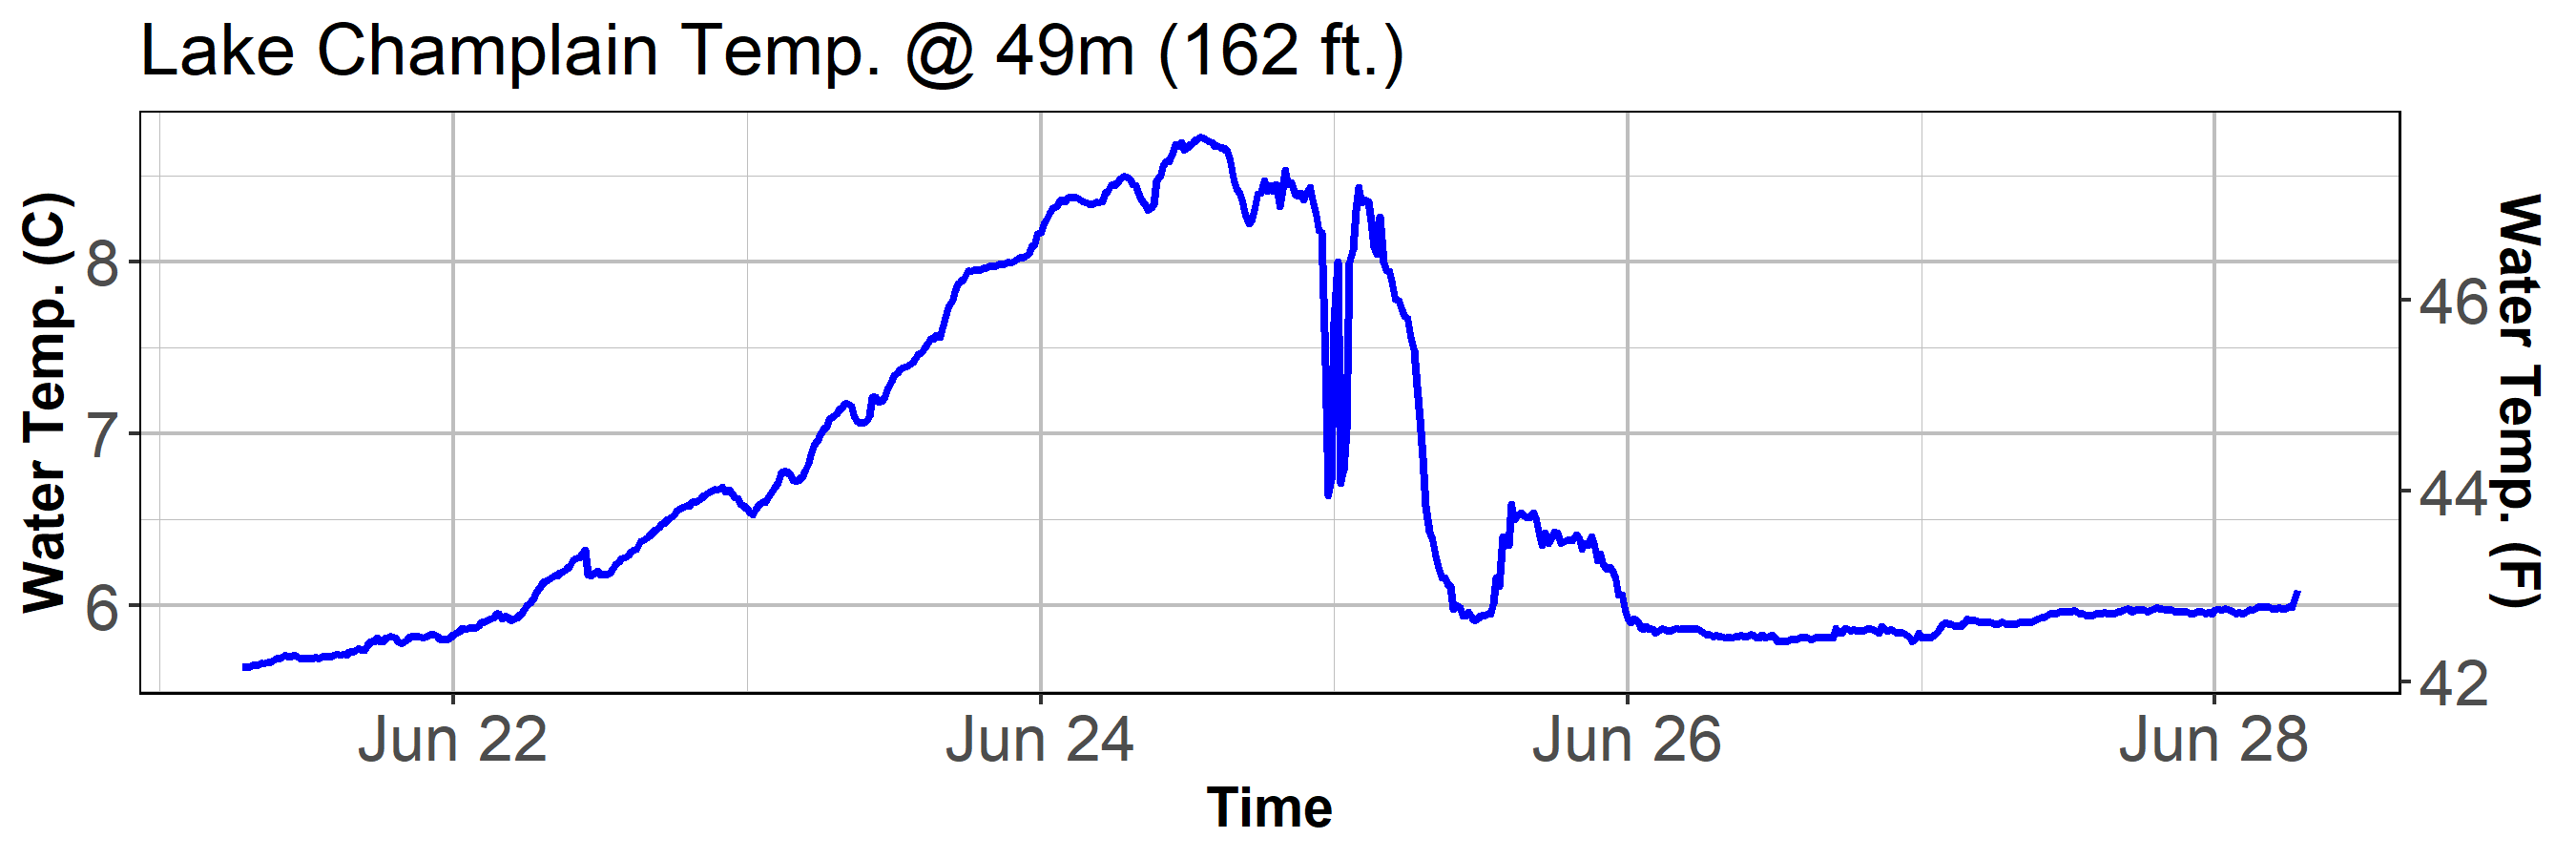 Lake Champlain Temp. @ 49m (162 ft.)
Water Temp. (C)
8
7
6
46
44
42
Water Temp. (F)
Jun 22
Jun 24
Jun 26
Jun 28
Time